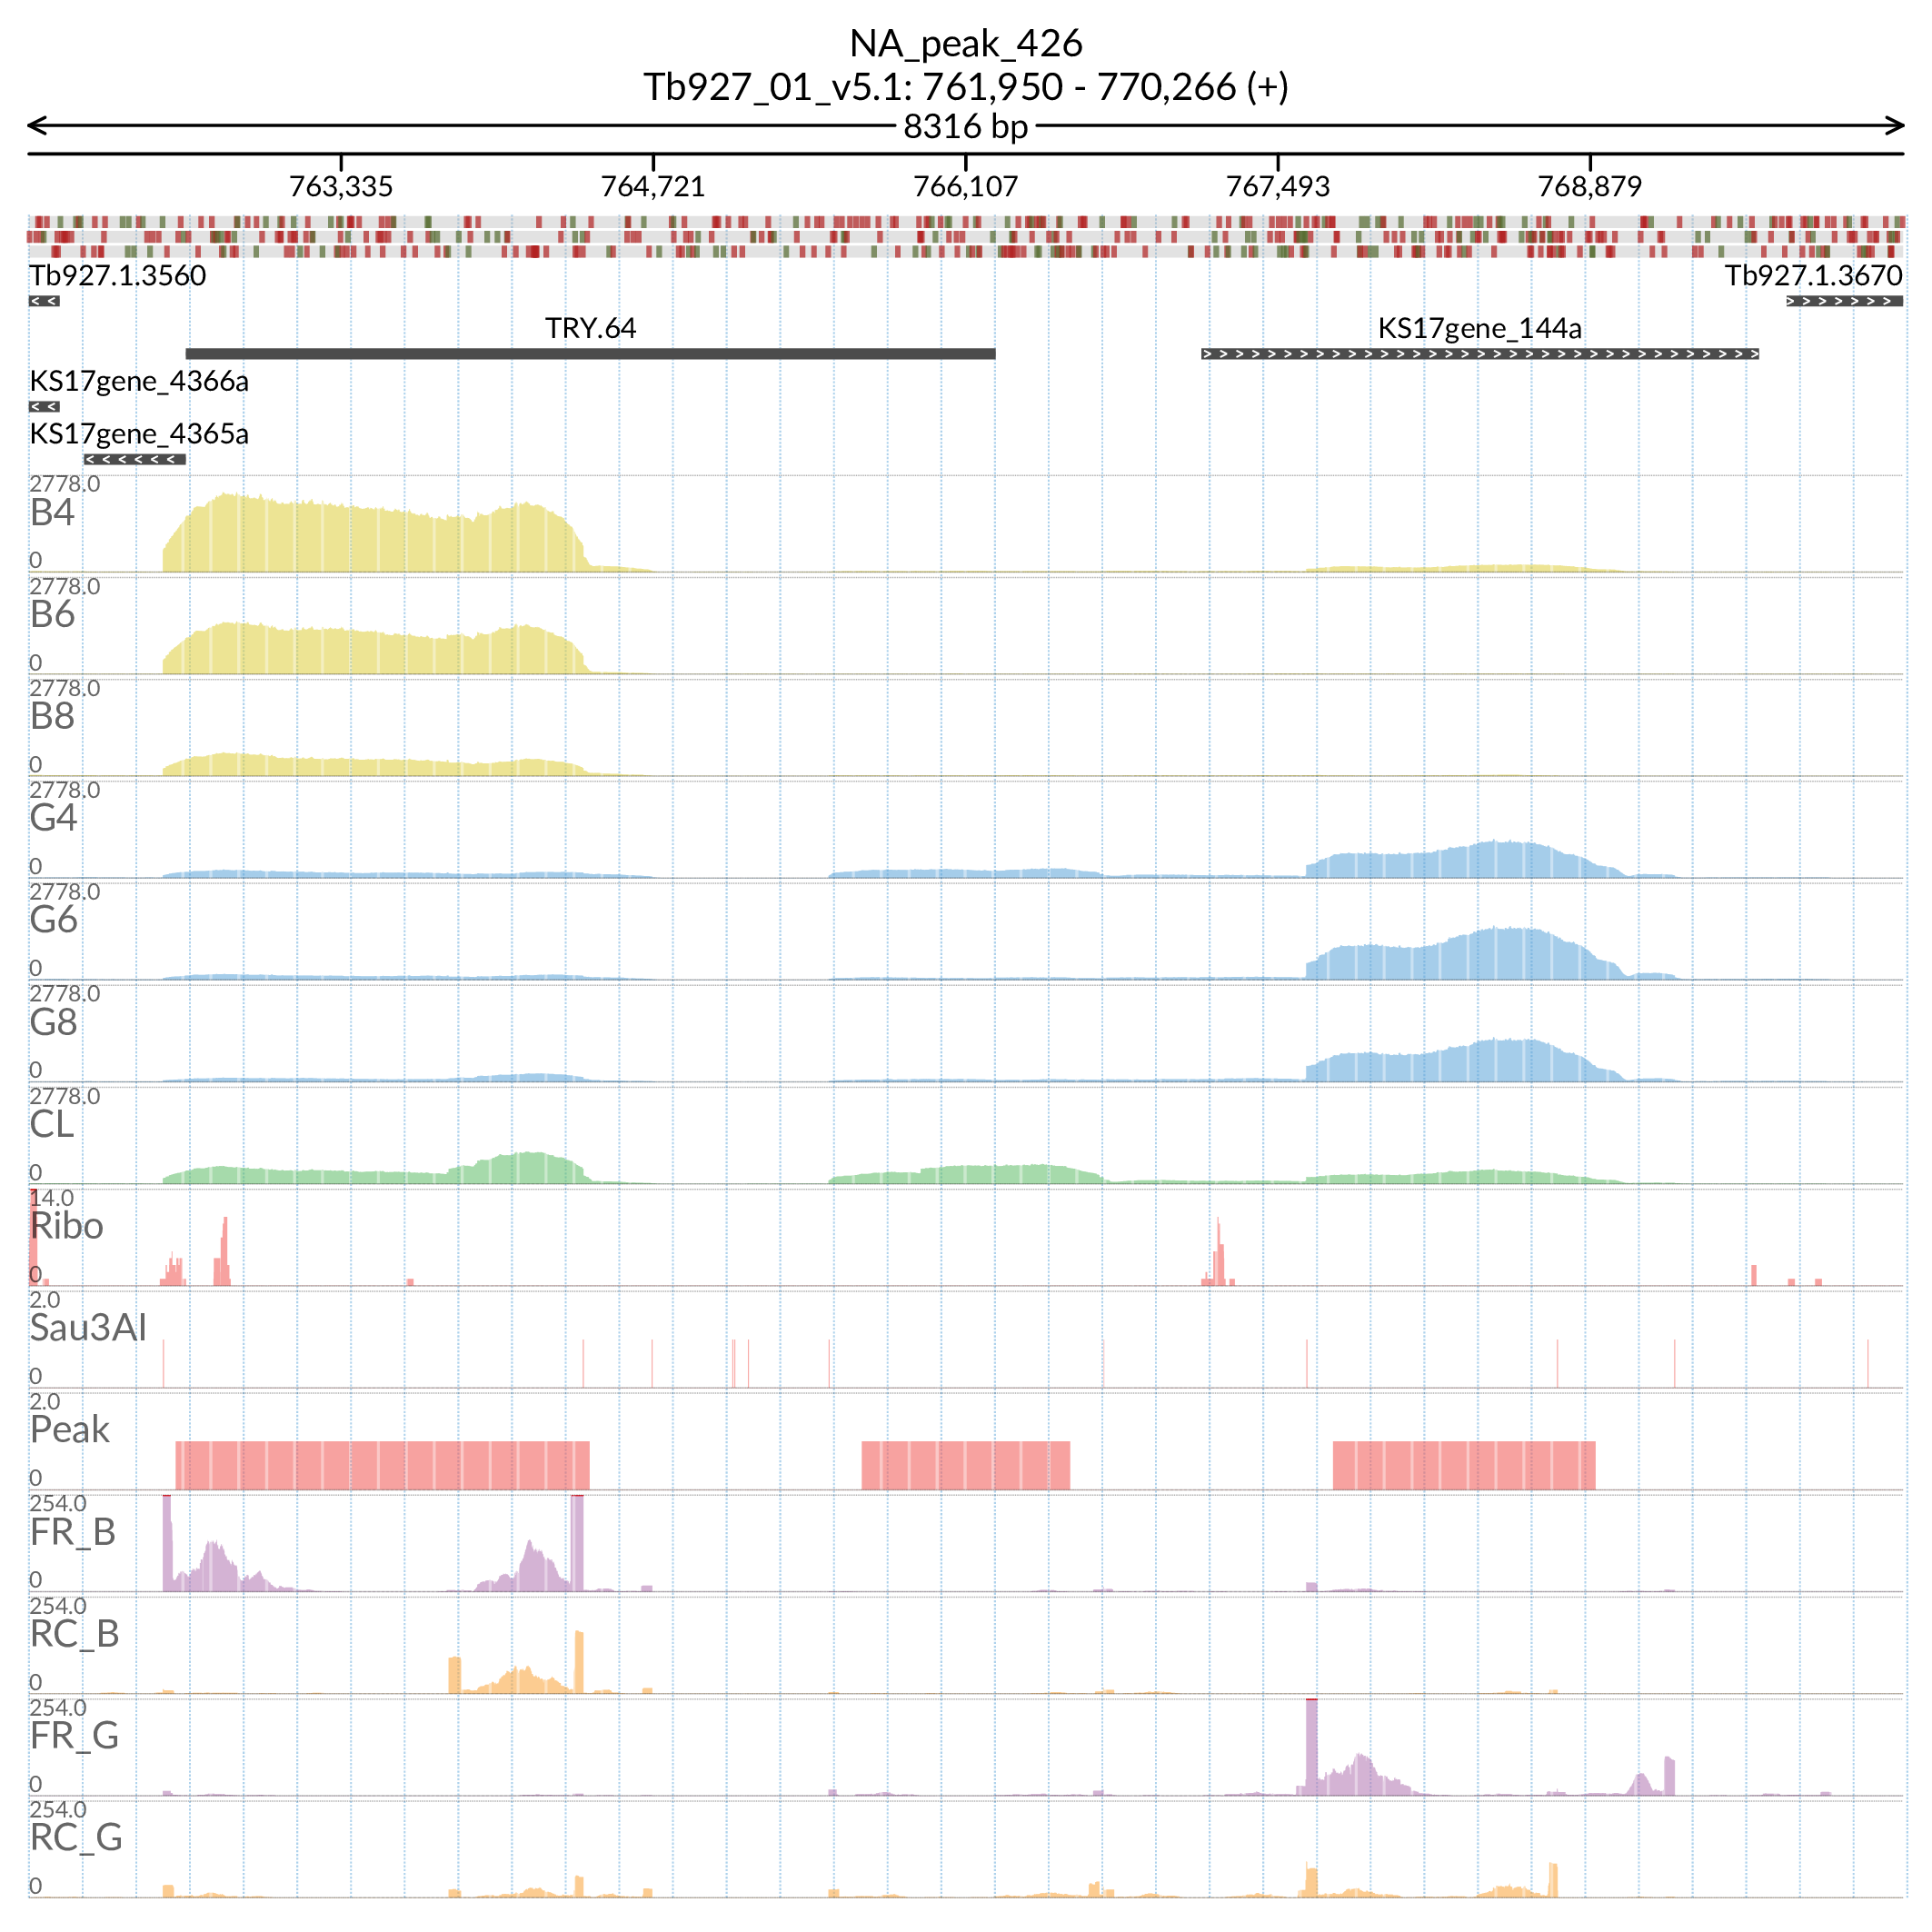 NA_peak_426
Tb927_01_v5.1: 761,950 - 770,266 (+)
8316 bp
763,335 764,721 766,107 767,493 768,879
Tb927.1.3560 Tb927.1.3670
TRY.64 KS17gene_144a
KS17gene_4366a
KS17gene_4365a
2778.0
B4
0
2778.0
B6
0
2778.0
B8
0
2778.0
G4
0
2778.0
G6
0
2778.0
G8
0
2778.0
CL
0
14.0
Ribo
0
2.0
Sau3AI
0
2.0
Peak
0
254.0
FR_B
0
254.0
RC_B
0
254.0
FR_G
0
254.0
RC_G
0